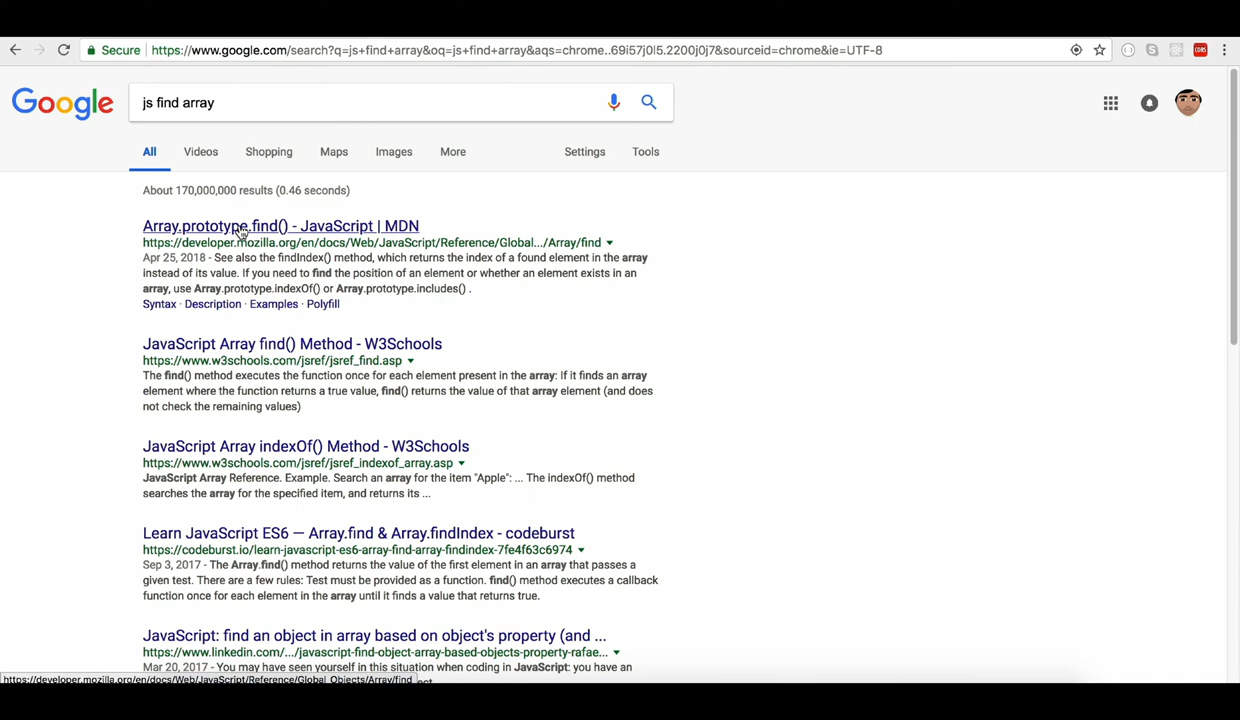 Secure https://www.google.com/search?q=js+find+array&oq=js+find+array&aqs=chrome..69i57j0l5.2200j0j7&sourceid=chrome&ie=UTF-8
Google js find array
All Videos Shopping Maps Images More Settings Tools
About 170,000,000 results (0.46 seconds)
Array.prototype.find() - JavaScript | MDN
https://developer.mozilla.org/en/docs/Web/JavaScript/Reference/Global.../Array/find
Apr 25, 2018 - See also the findIndex() method, which returns the index of a found element in the array
instead of its value. If you need to find the position of an element or whether an element exists in an
array, use Array.prototype.indexOf() or Array.prototype.includes() .
Syntax · Description · Examples · Polyfill
JavaScript Array find() Method - W3Schools
https://www.w3schools.com/jsref/jsref_find.asp
The find() method executes the function once for each element present in the array: If it finds an array
element where the function returns a true value, find() returns the value of that array element (and does
not check the remaining values)
JavaScript Array indexOf() Method - W3Schools
https://www.w3schools.com/jsref/jsref_indexof_array.asp
JavaScript Array Reference. Example. Search an array for the item "Apple": ... The indexOf() method
searches the array for the specified item, and returns its ...
Learn JavaScript ES6 — Array.find & Array.findIndex - codeburst
https://codeburst.io/learn-javascript-es6-array-find-array-findindex-7fe4f63c6974
Sep 3, 2017 - The Array.find() method returns the value of the first element in an array that passes a
given test. There are a few rules: Test must be provided as a function. find() method executes a callback
function once for each element in the array until it finds a value that returns true.
JavaScript: find an object in array based on object's property (and ...
https://www.linkedin.com/.../javascript-find-object-array-based-objects-property-rafae...
Mar 20, 2017 - You may have seen yourself in this situation when coding in JavaScript: you have an
https://developer.mozilla.org/en/docs/Web/JavaScript/Reference/Global_Objects/Array/find